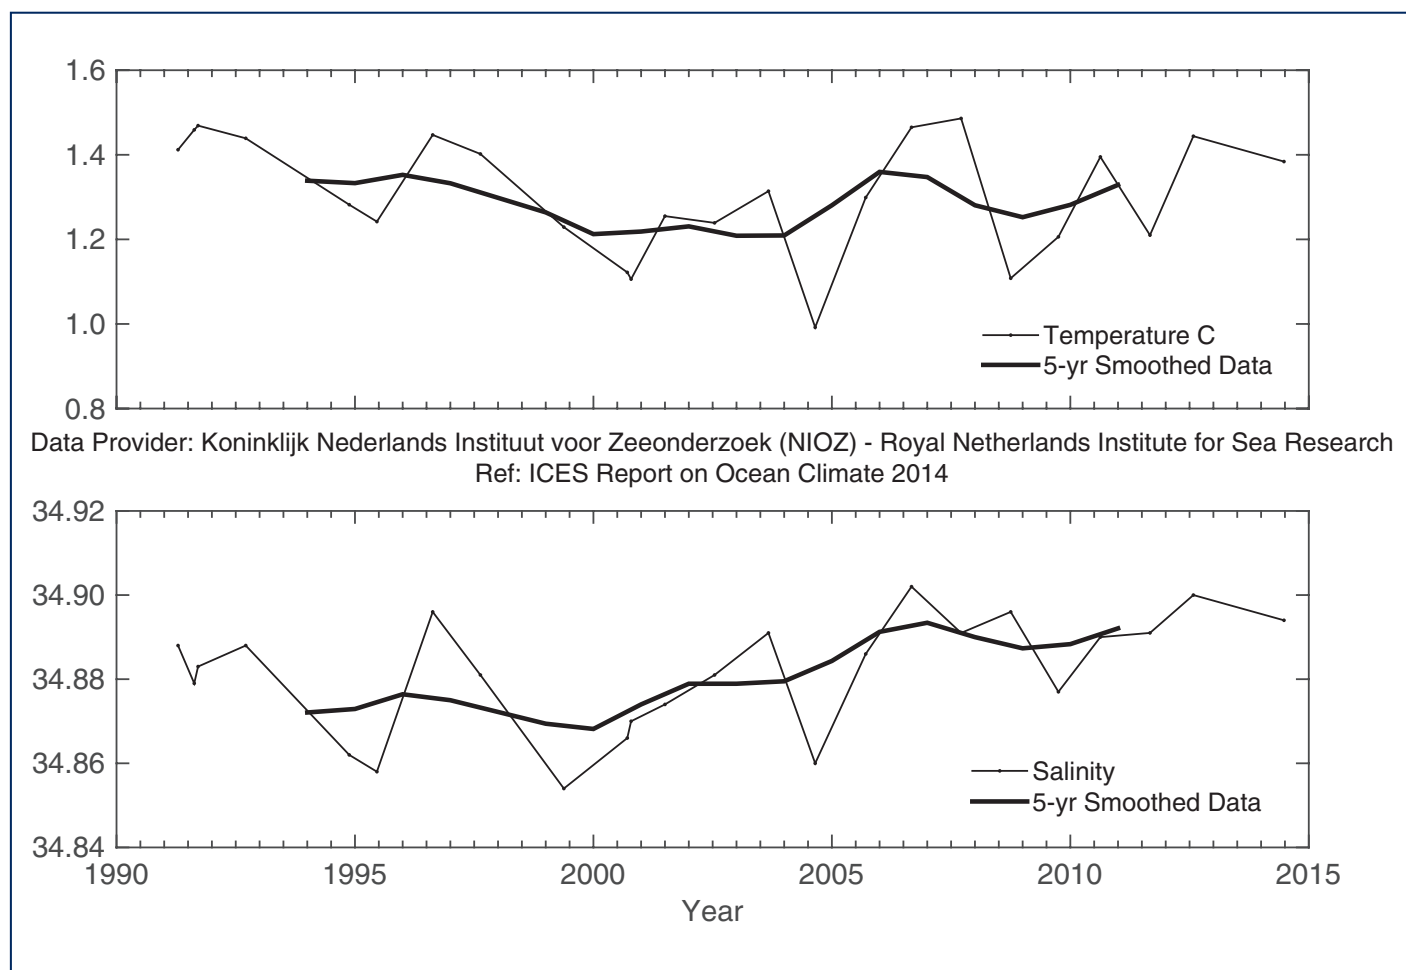 1.6
1.4
1.2
1.0
0.8
Temperature C
5-yr Smoothed Data
Data Provider: Koninklijk Nederlands Instituut voor Zeeonderzoek (NIOZ) - Royal Netherlands Institute for Sea Research
Ref: ICES Report on Ocean Climate 2014
34.92
34.90
34.88
34.86
34.84
Salinity
5-yr Smoothed Data
1990 1995 2000 2005 2010 2015
Year